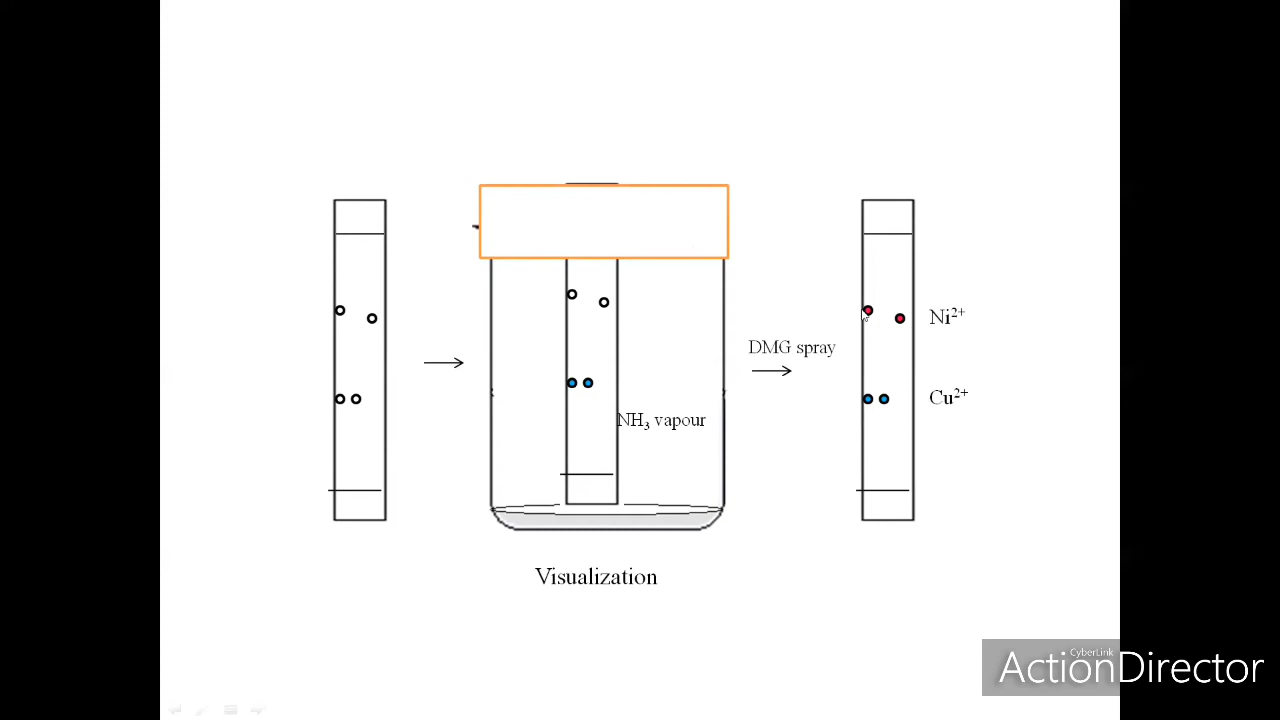 DMG spray
Ni²⁺
Cu²⁺
NH₃ vapour
Visualization
CyberLink
ActionDirector